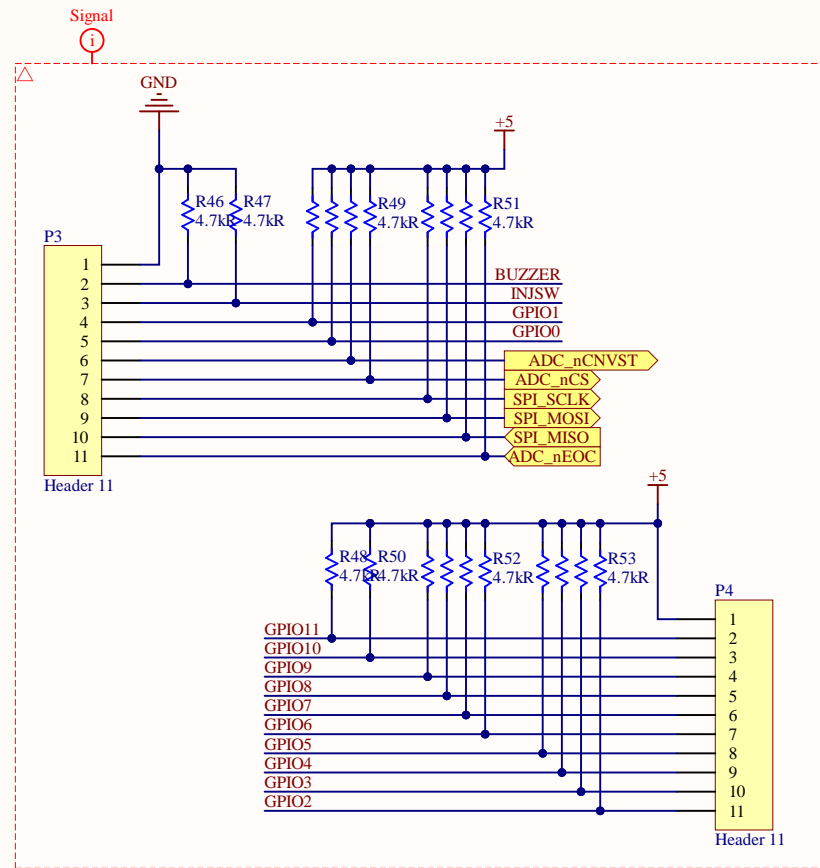 Signal
i
GND
+5
R46
4.7kR
R47
4.7kR
R49
4.7kR
R51
4.7kR
P3
1
2
3
4
5
6
7
8
9
10
11
Header 11
BUZZER
INJSW
GPIO1
GPIO0
ADC_nCNVST
ADC_nCS
SPI_SCLK
SPI_MOSI
SPI_MISO
ADC_nEOC
+5
R48
4.7kR
R50
4.7kR
R52
4.7kR
R53
4.7kR
P4
1
2
3
4
5
6
7
8
9
10
11
Header 11
GPIO11
GPIO10
GPIO9
GPIO8
GPIO7
GPIO6
GPIO5
GPIO4
GPIO3
GPIO2